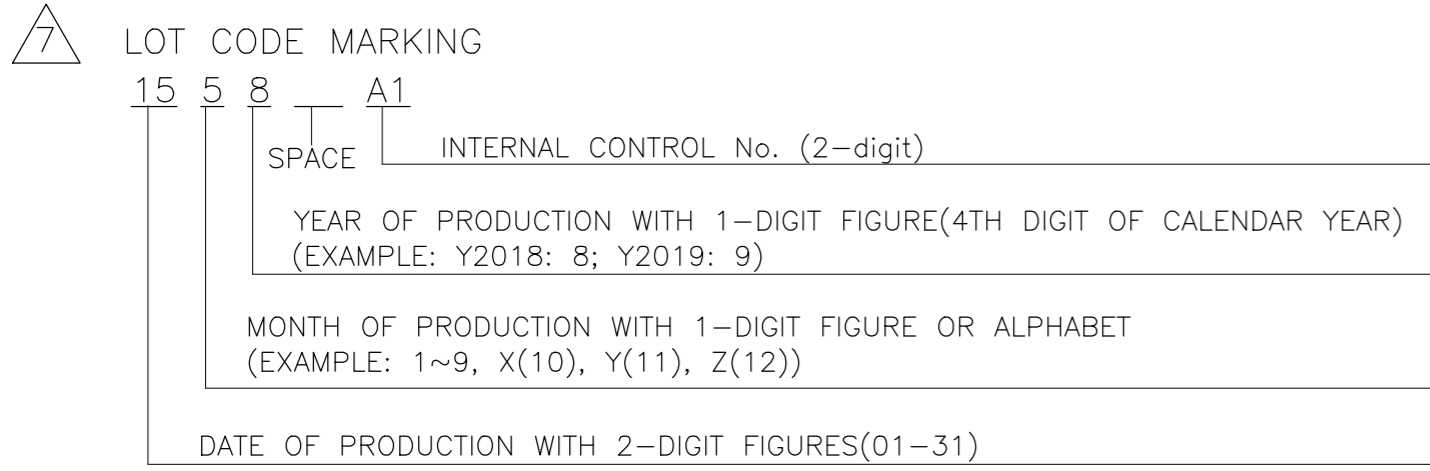 7 LOT CODE MARKING
15 5 8 __ A1
SPACE INTERNAL CONTROL No. (2-digit)
YEAR OF PRODUCTION WITH 1-DIGIT FIGURE(4TH DIGIT OF CALENDAR YEAR)
(EXAMPLE: Y2018: 8; Y2019: 9)
MONTH OF PRODUCTION WITH 1-DIGIT FIGURE OR ALPHABET
(EXAMPLE: 1~9, X(10), Y(11), Z(12))
DATE OF PRODUCTION WITH 2-DIGIT FIGURES(01-31)